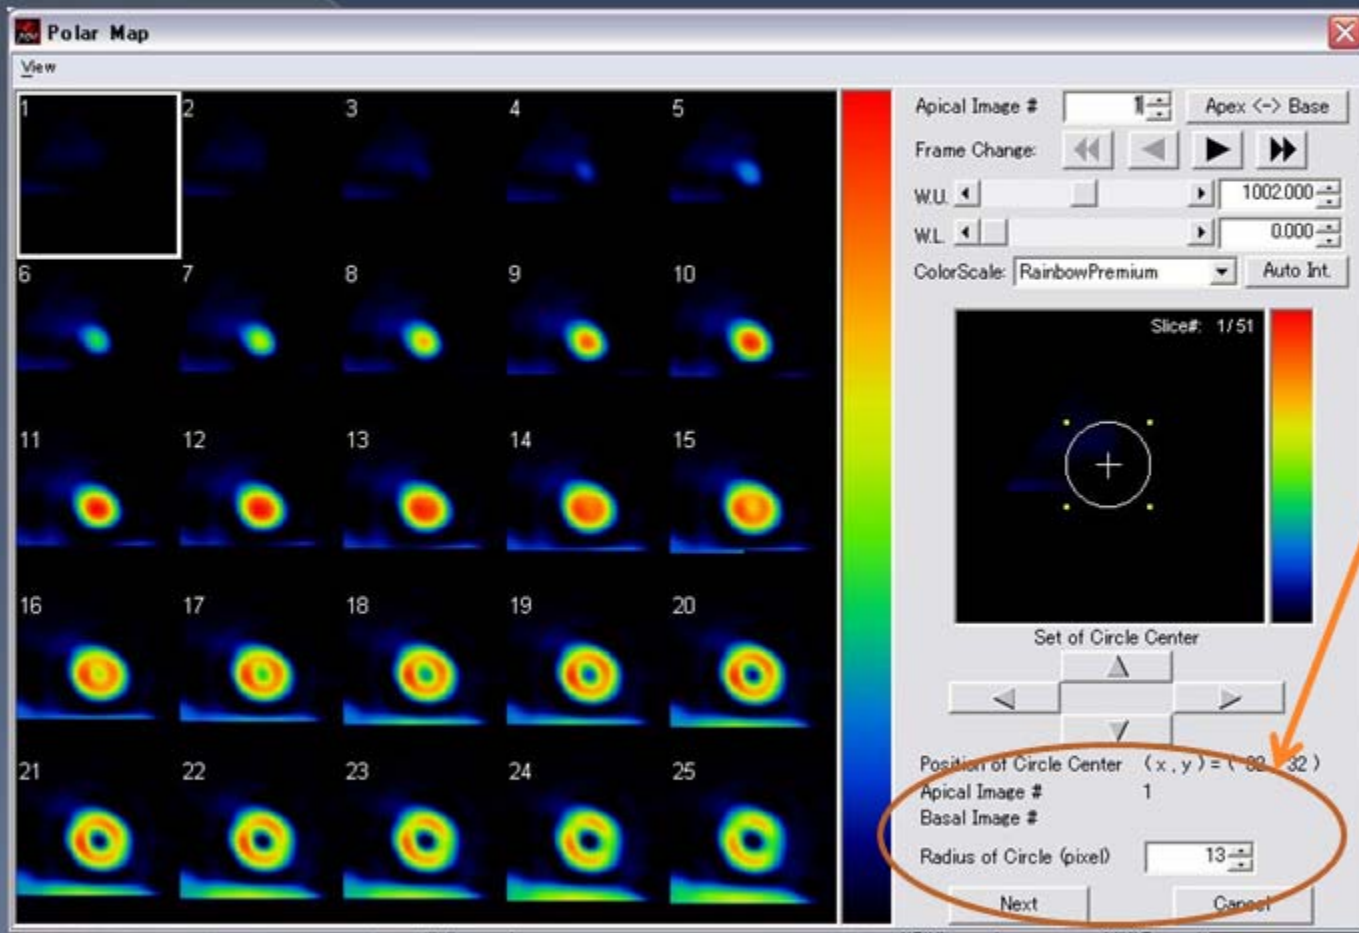 Polar Map
View
1 2 3 4 5
6 7 8 9 10
11 12 13 14 15
16 17 18 19 20
21 22 23 24 25
Apical Image # 1 Apex <-> Base
Frame Change:
W.U. 1002.000
W.L. 0.000
ColorScale: RainbowPremium Auto Int.
Slice#: 1/51
Set of Circle Center
Position of Circle Center (x,y)=( 32 , 32 )
Apical Image # 1
Basal Image #
Radius of Circle (pixel) 13
Next Cancel